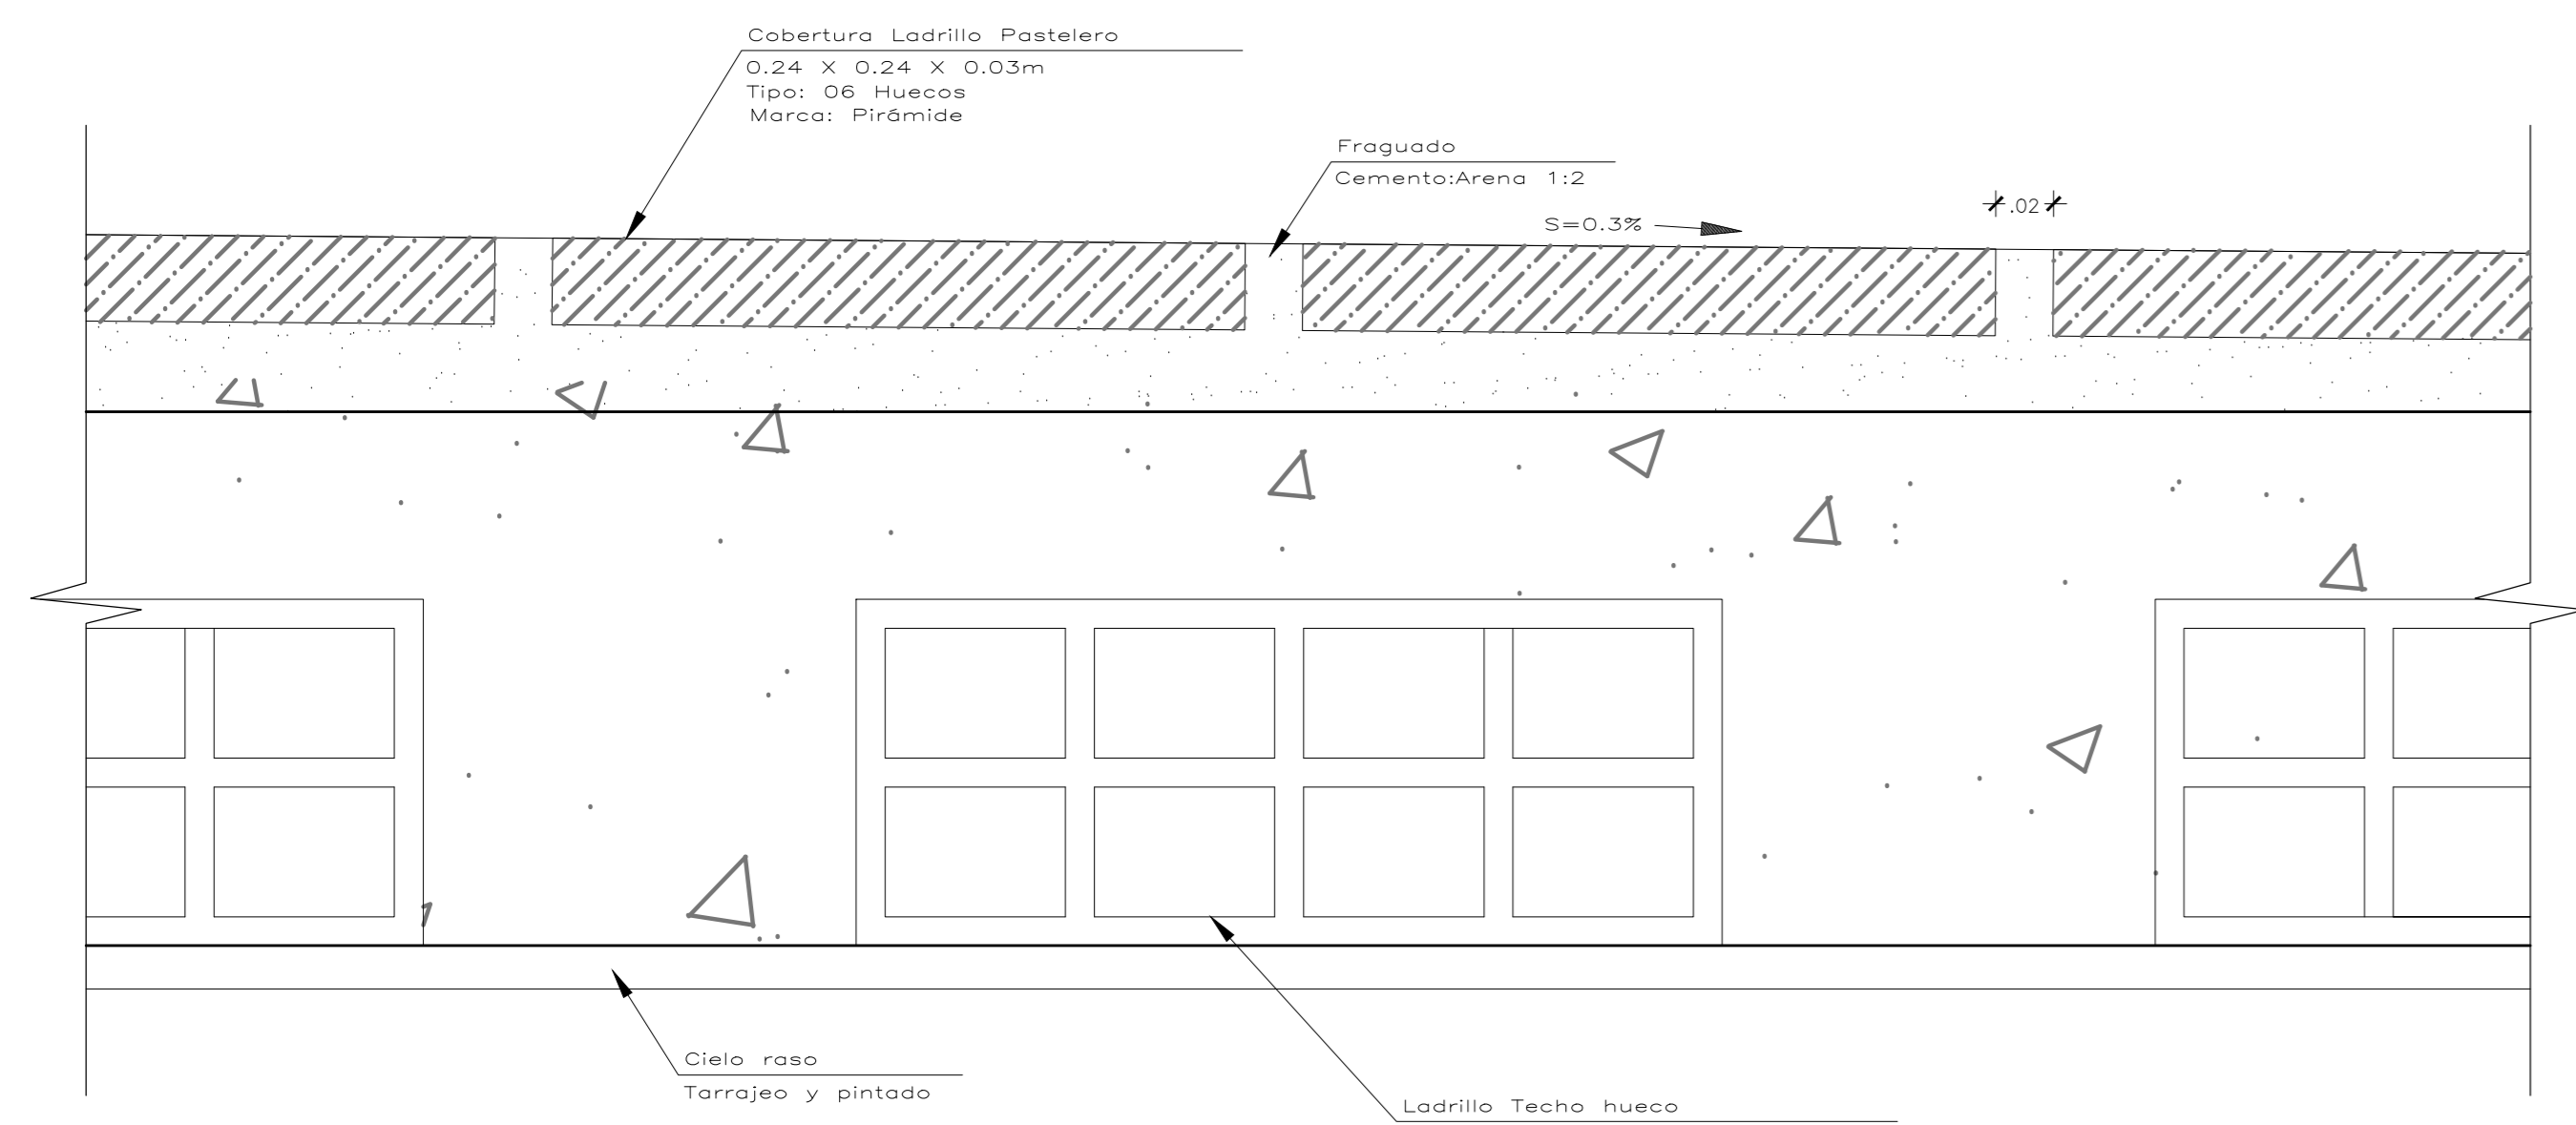 Cobertura Ladrillo Pastelero
0.24 X 0.24 X 0.03m
Tipo: 06 Huecos
Marca: Pirámide
Fraguado
Cemento:Arena 1:2
S=0.3%
.02
Cielo raso
Tarrajeo y pintado
Ladrillo Techo hueco